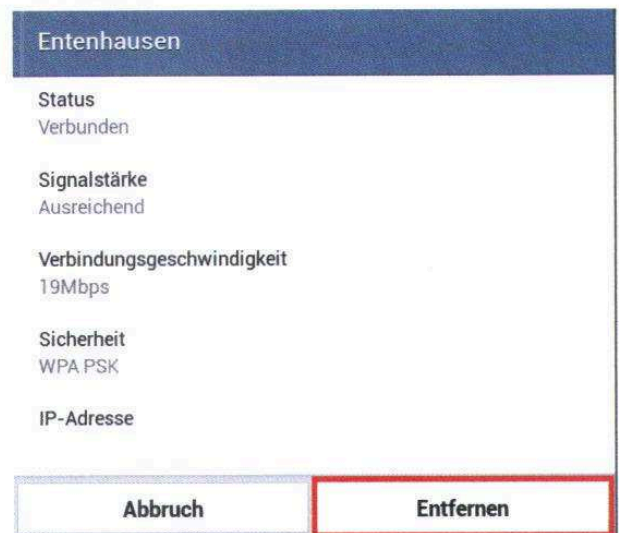 Entenhausen
Status
Verbunden
Signalstärke
Ausreichend
Verbindungsgeschwindigkeit
19Mbps
Sicherheit
WPA PSK
IP-Adresse
Abbruch
Entfernen